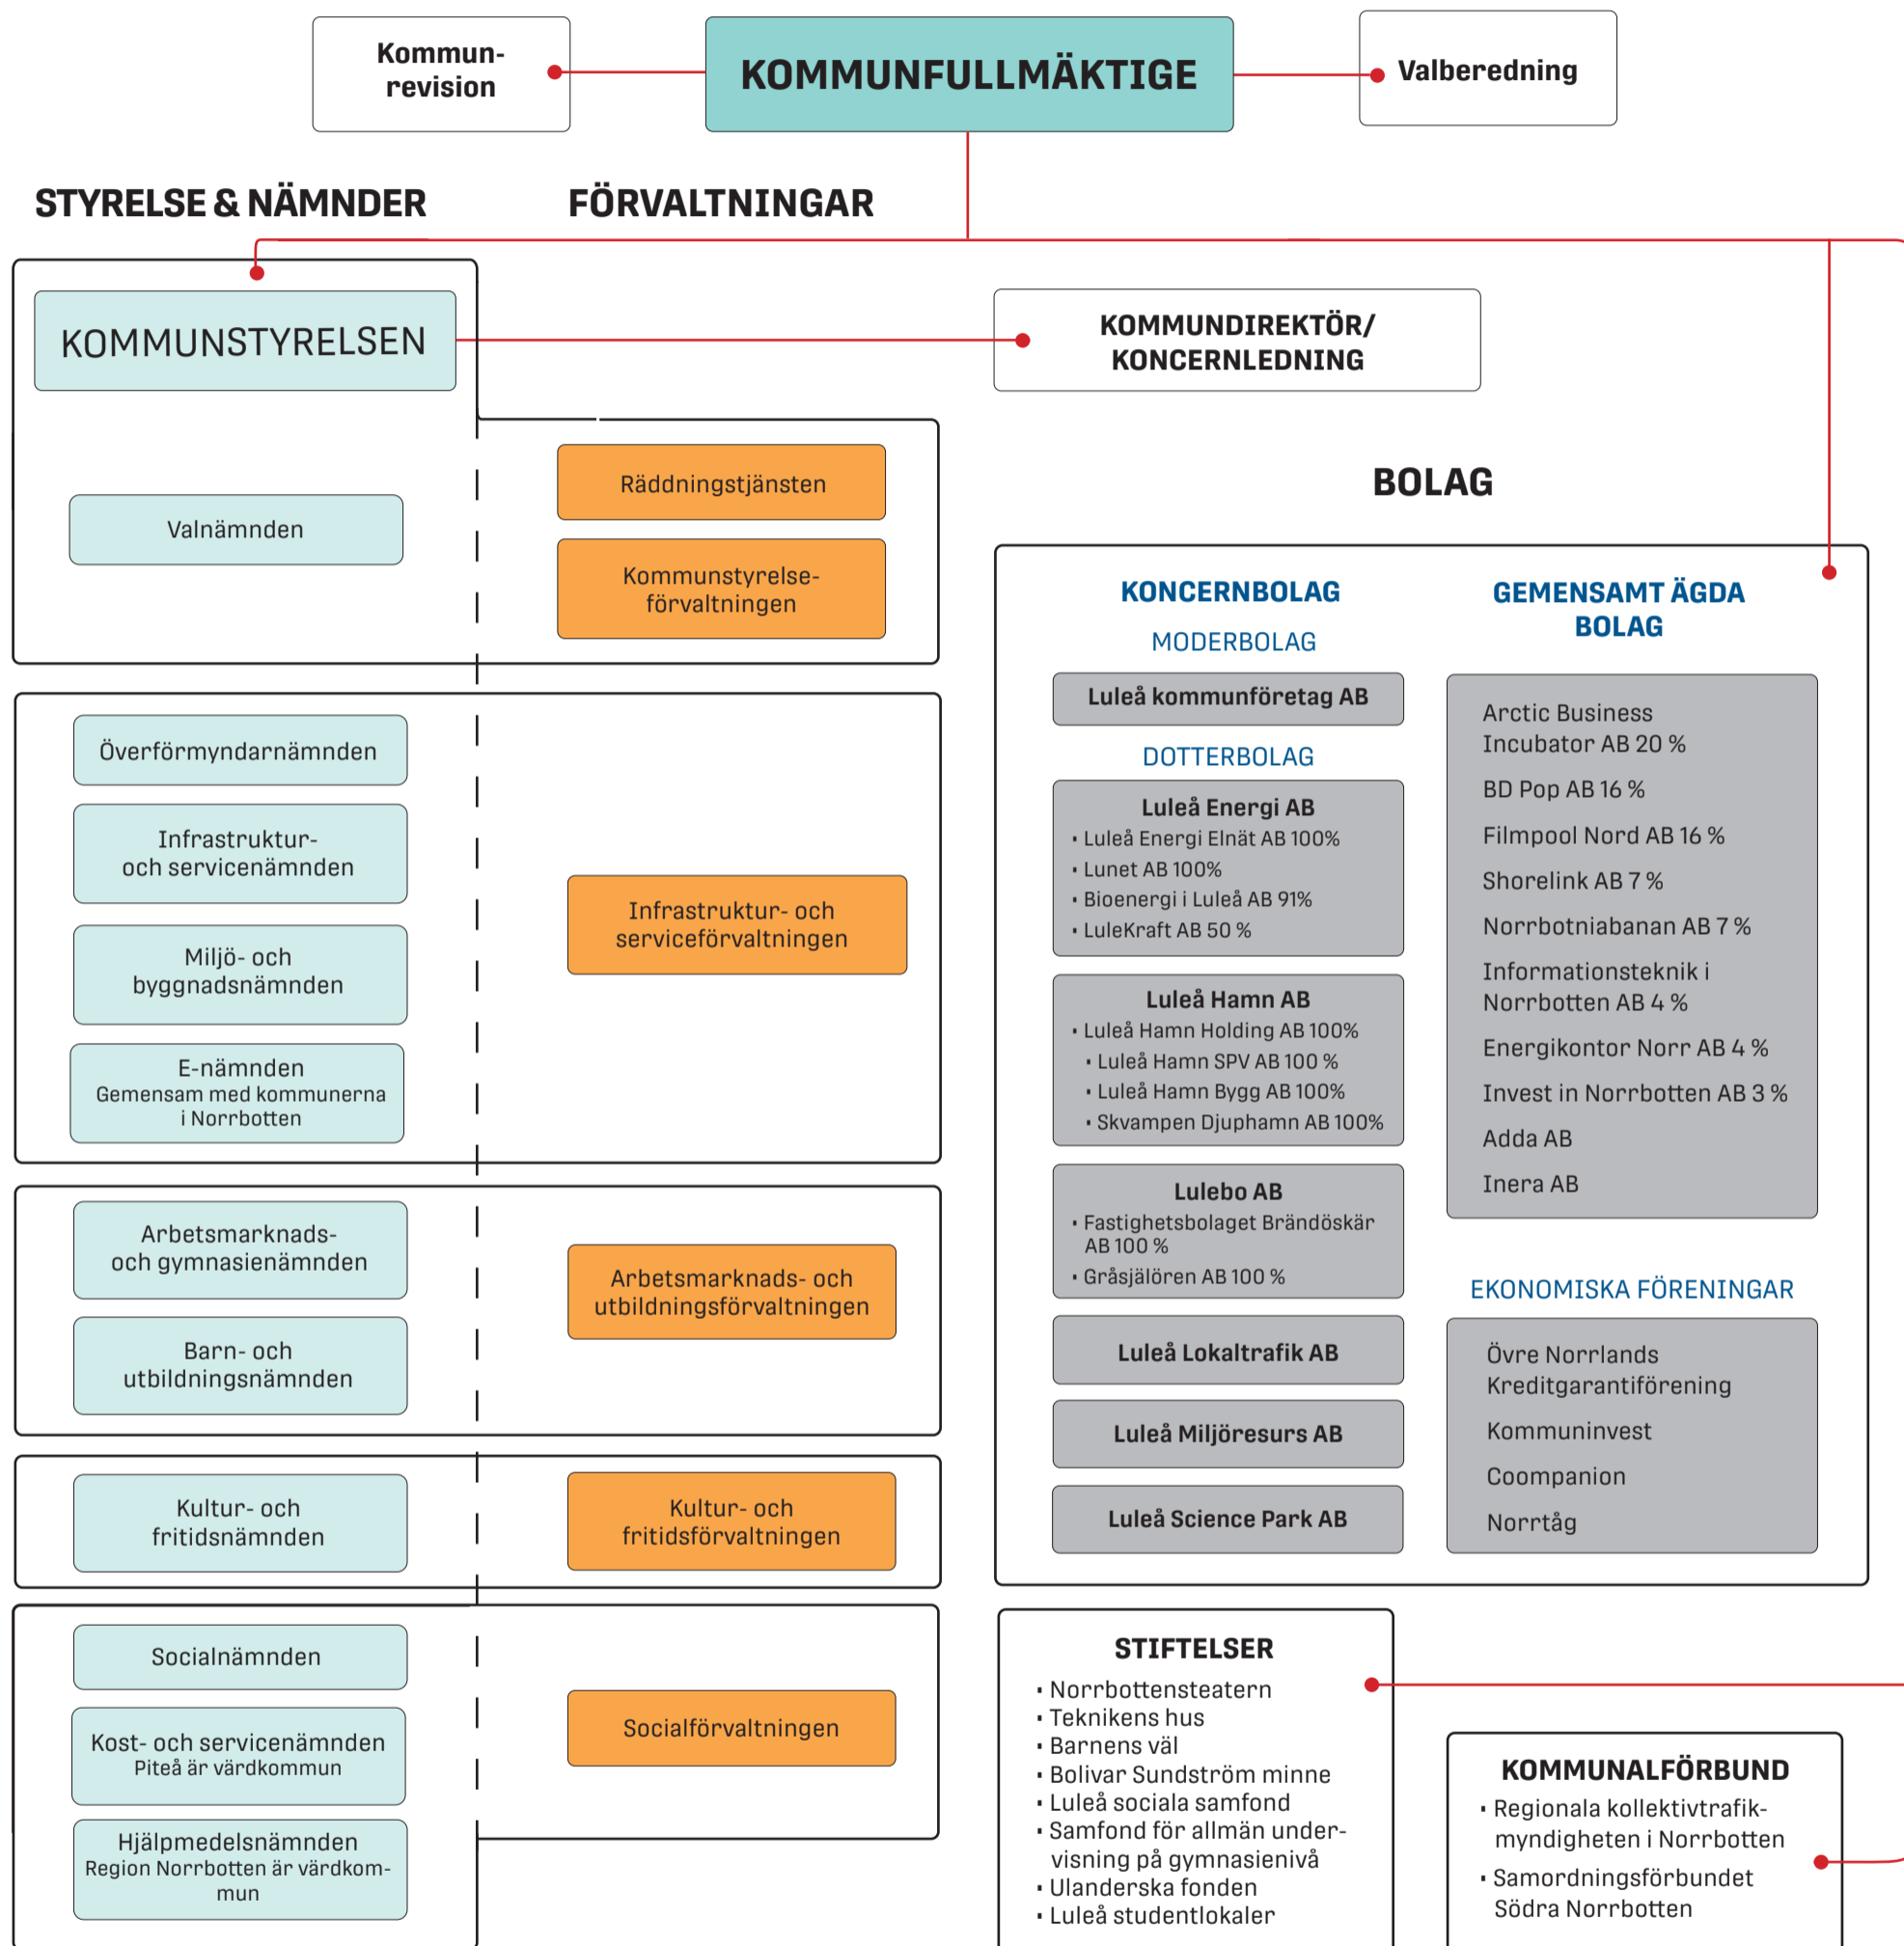 Kommun-
revision
KOMMUNFULLMÄKTIGE
Valberedning
STYRELSE & NÄMNDER
FÖRVALTNINGAR
KOMMUNSTYRELSEN
KOMMUNDIREKTÖR/
KONCERNLEDNING
Valnämnden
Räddningstjänsten
Kommunstyrelse-
förvaltningen
Överförmyndarnämnden
Infrastruktur-
och servicenämnden
Miljö- och
byggnadsnämnden
E-nämnden
Gemensam med kommunerna
i Norrbotten
Infrastruktur- och
serviceförvaltningen
Arbetsmarknads-
och gymnasienämnden
Barn- och
utbildningsnämnden
Arbetsmarknads- och
utbildningsförvaltningen
Kultur- och
fritidsnämnden
Kultur- och
fritidsförvaltningen
Socialnämnden
Kost- och servicenämnden
Piteå är värdkommun
Hjälpmedelsnämnden
Region Norrbotten är värdkom-
mun
Socialförvaltningen
BOLAG
KONCERNBOLAG
MODERBOLAG
Luleå kommunföretag AB
DOTTERBOLAG
Luleå Energi AB
• Luleå Energi Elnät AB 100%
• Lunet AB 100%
• Bioenergi i Luleå AB 91%
• LuleKraft AB 50 %
Luleå Hamn AB
• Luleå Hamn Holding AB 100%
• Luleå Hamn SPV AB 100 %
• Luleå Hamn Bygg AB 100%
• Skvampen Djuphamn AB 100%
Lulebo AB
• Fastighetsbolaget Brändöskär
AB 100 %
• Gråsjälören AB 100 %
Luleå Lokaltrafik AB
Luleå Miljöresurs AB
Luleå Science Park AB
GEMENSAMT ÄGDA
BOLAG
Arctic Business
Incubator AB 20 %
BD Pop AB 16 %
Filmpool Nord AB 16 %
Shorelink AB 7 %
Norrbotniabanan AB 7 %
Informationsteknik i
Norrbotten AB 4 %
Energikontor Norr AB 4 %
Invest in Norrbotten AB 3 %
Adda AB
Inera AB
EKONOMISKA FÖRENINGAR
Övre Norrlands
Kreditgarantiförening
Kommuninvest
Coompanion
Norrtåg
STIFTELSER
• Norrbottensteatern
• Teknikens hus
• Barnens väl
• Bolivar Sundström minne
• Luleå sociala samfond
• Samfond för allmän under-
visning på gymnasienivå
• Ulanderska fonden
• Luleå studentlokaler
KOMMUNALFÖRBUND
• Regionala kollektivtrafik-
myndigheten i Norrbotten
• Samordningsförbundet
Södra Norrbotten